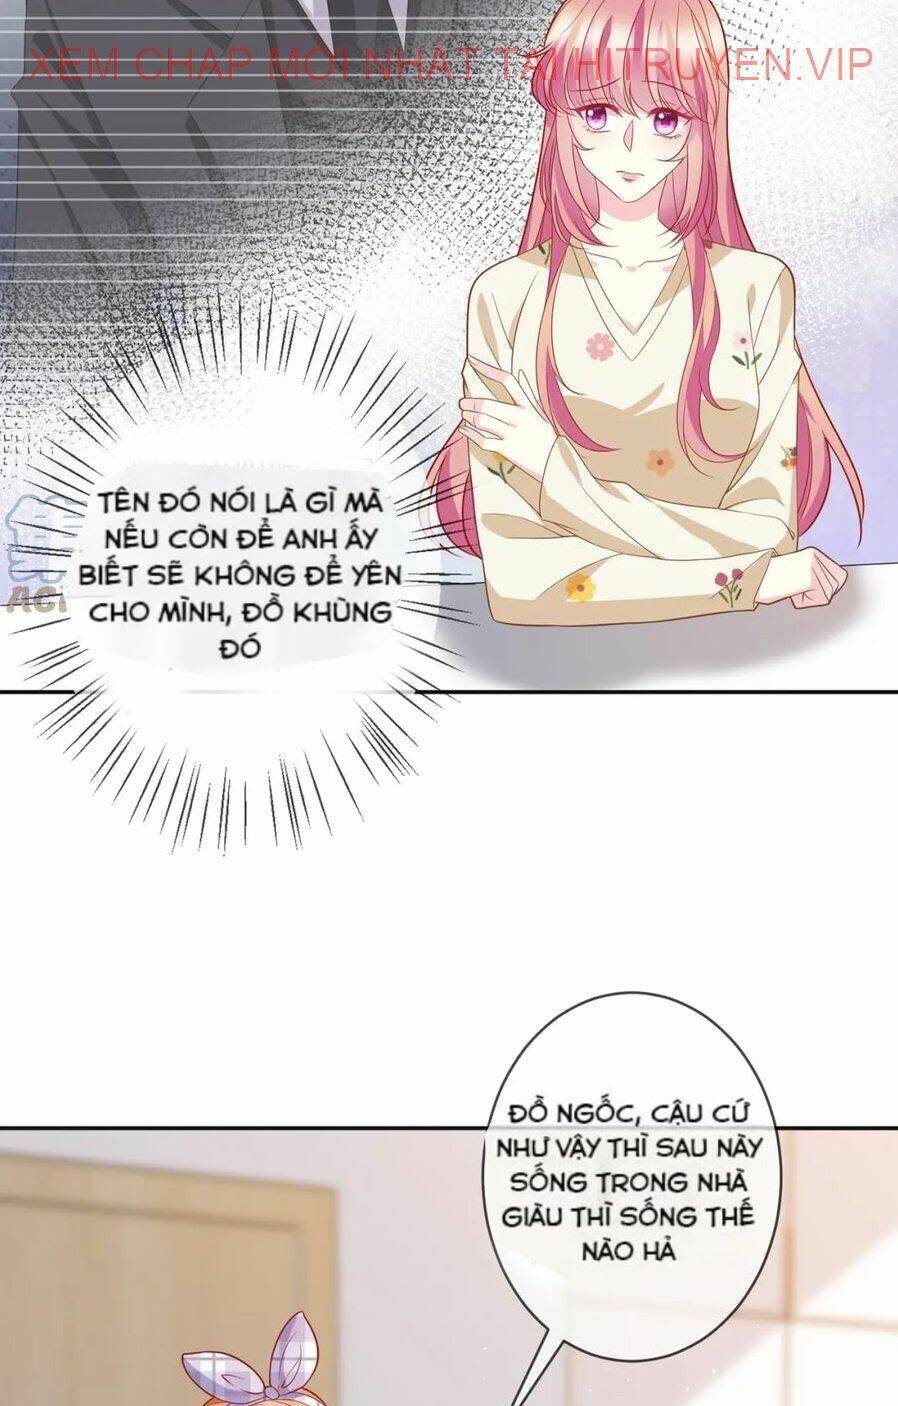 XEM CHAP MỚI NHẤT TẠI HITRUYEN.VIP
TÊN ĐÓ NÓI LÀ GÌ MÀ
NẾU CÒN ĐỂ ANH ẤY
BIẾT SẼ KHÔNG ĐỂ YÊN
CHO MÌNH, ĐỒ KHÙNG
ĐÓ
ACI
ĐỒ NGỐC, CẬU CỨ
NHƯ VẬY THÌ SAU NÀY
SỐNG TRONG NHÀ
GIÀU THÌ SỐNG THẾ
NÀO HẢ